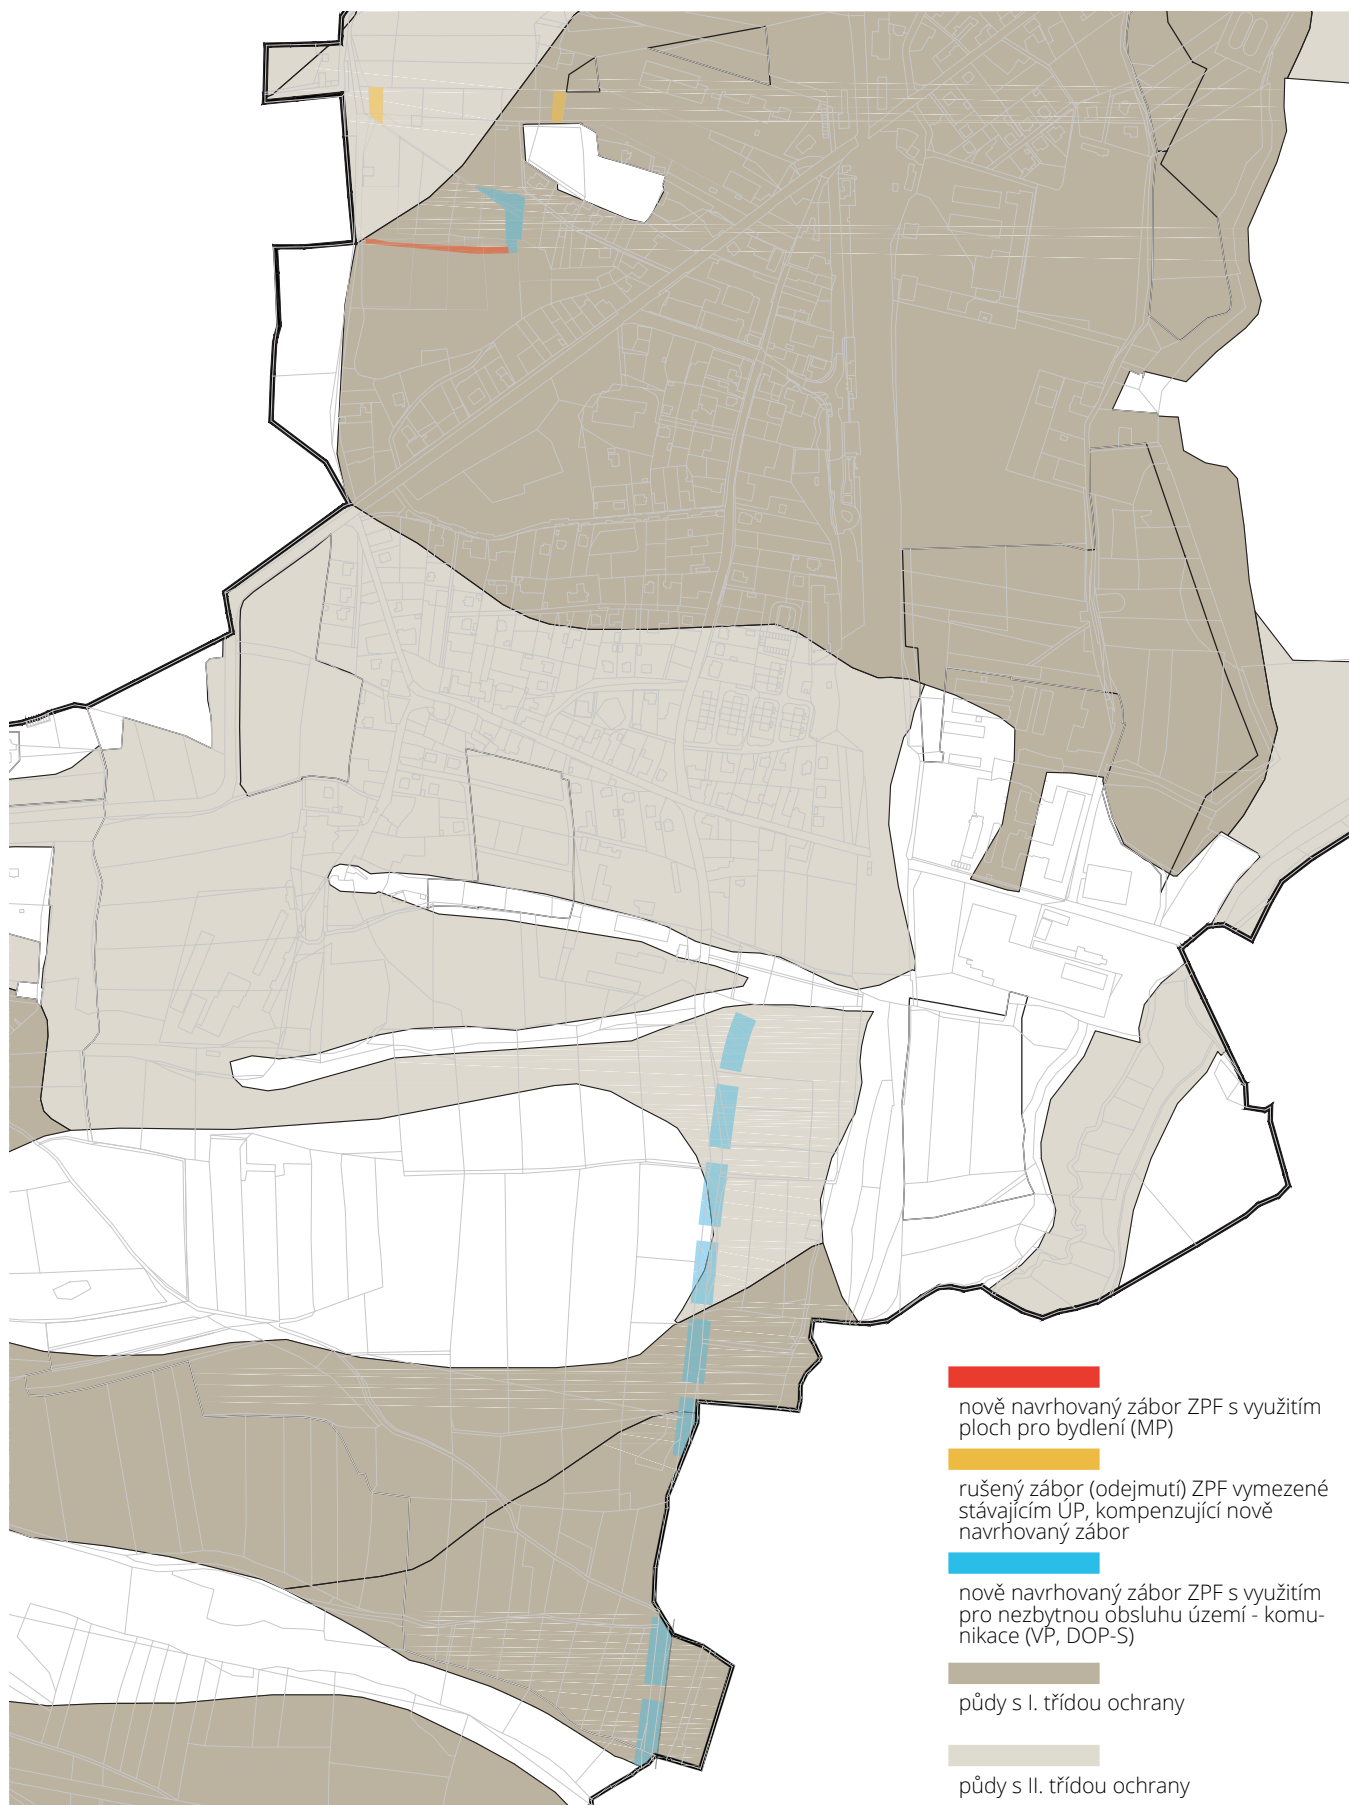 nově navrhovaný zábor ZPF s využitím
ploch pro bydlení (MP)
rušený zábor (odejmutí) ZPF vymezené
stávajícím ÚP, kompenzující nově
navrhovaný zábor
nově navrhovaný zábor ZPF s využitím
pro nezbytnou obsluhu území - komu-
nikace (VP, DOP-S)
půdy s I. třídou ochrany
půdy s II. třídou ochrany